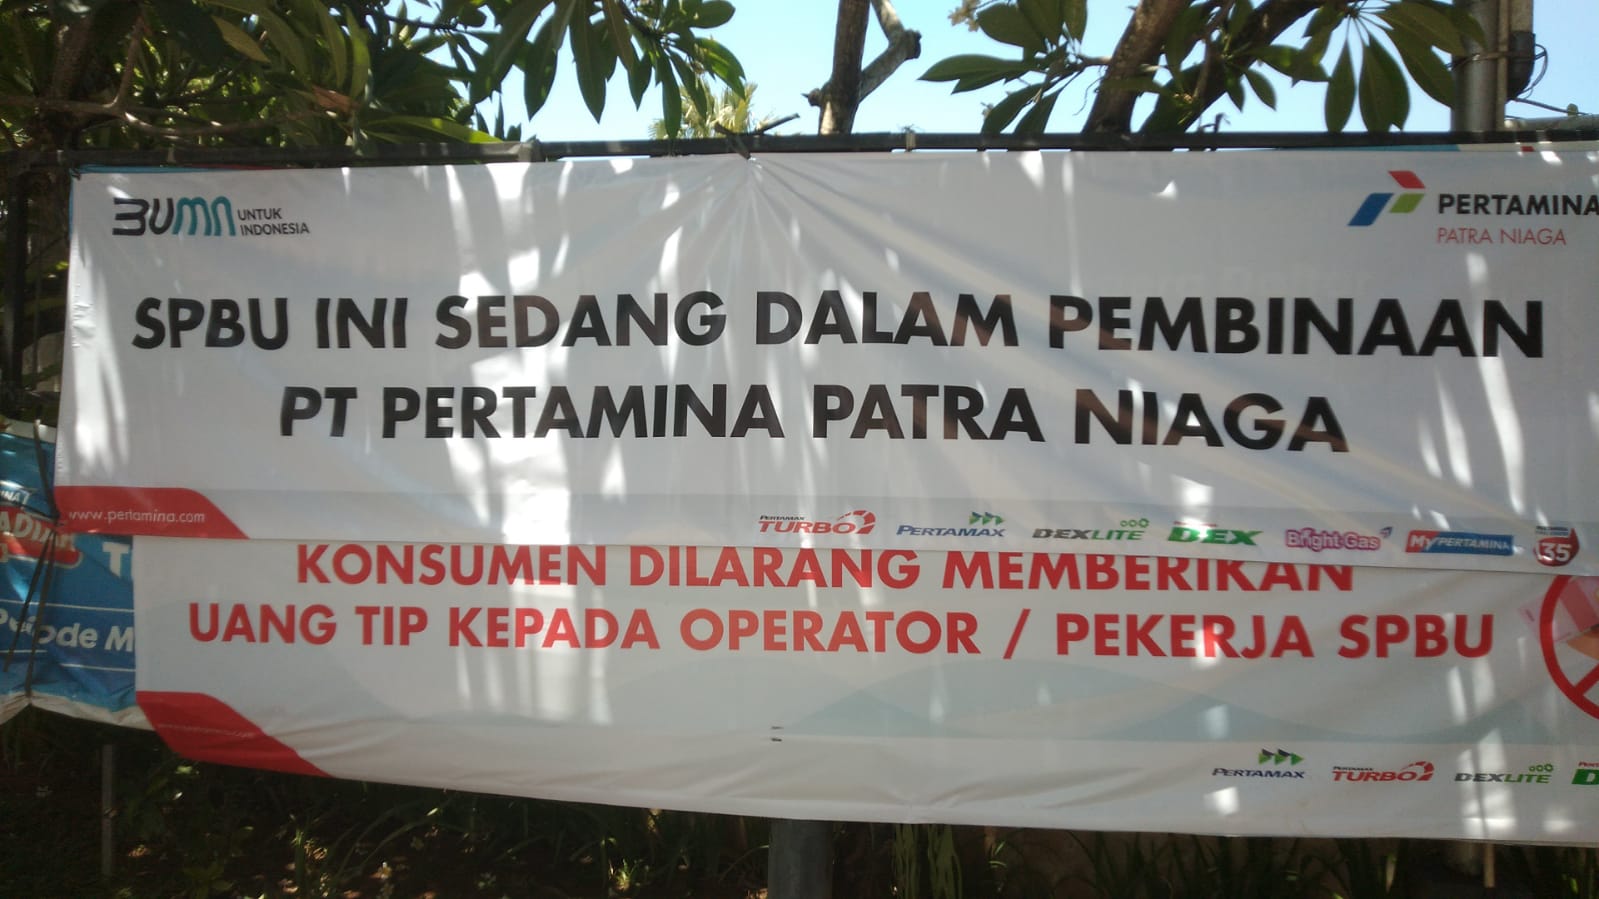 BUMN UNTUK
INDONESIA
PERTAMINA
PATRA NIAGA
SPBU INI SEDANG DALAM PEMBINAAN
PT PERTAMINA PATRA NIAGA
www.pertamina.com
PERTAMAX TURBO PERTAMAX DEXLITE DEX Bright Gas MyPERTAMINA 135
KONSUMEN DILARANG MEMBERIKAN
UANG TIP KEPADA OPERATOR / PEKERJA SPBU
PERTAMAX PERTAMAX TURBO DEXLITE